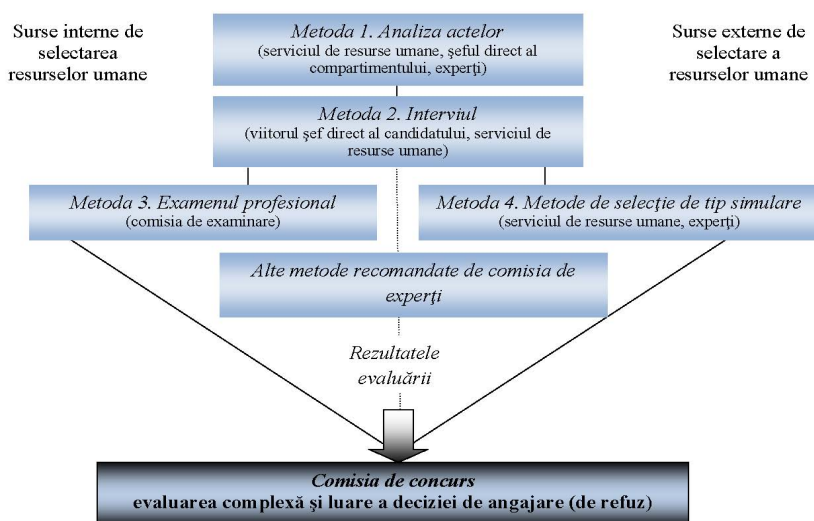 Surse interne de
selectarea
resurselor umane
Metoda 1. Analiza actelor
(serviciul de resurse umane, şeful direct al
compartimentului, experţi)
Surse externe de
selectare a
resurselor umane
Metoda 2. Interviul
(viitorul şef direct al candidatului, serviciul de
resurse umane)
Metoda 3. Examenul profesional
(comisia de examinare)
Metoda 4. Metode de selecţie de tip simulare
(serviciul de resurse umane, experţi)
Alte metode recomandate de comisia de
experţi
Rezultatele
evaluării
Comisia de concurs
evaluarea complexă şi luare a deciziei de angajare (de refuz)